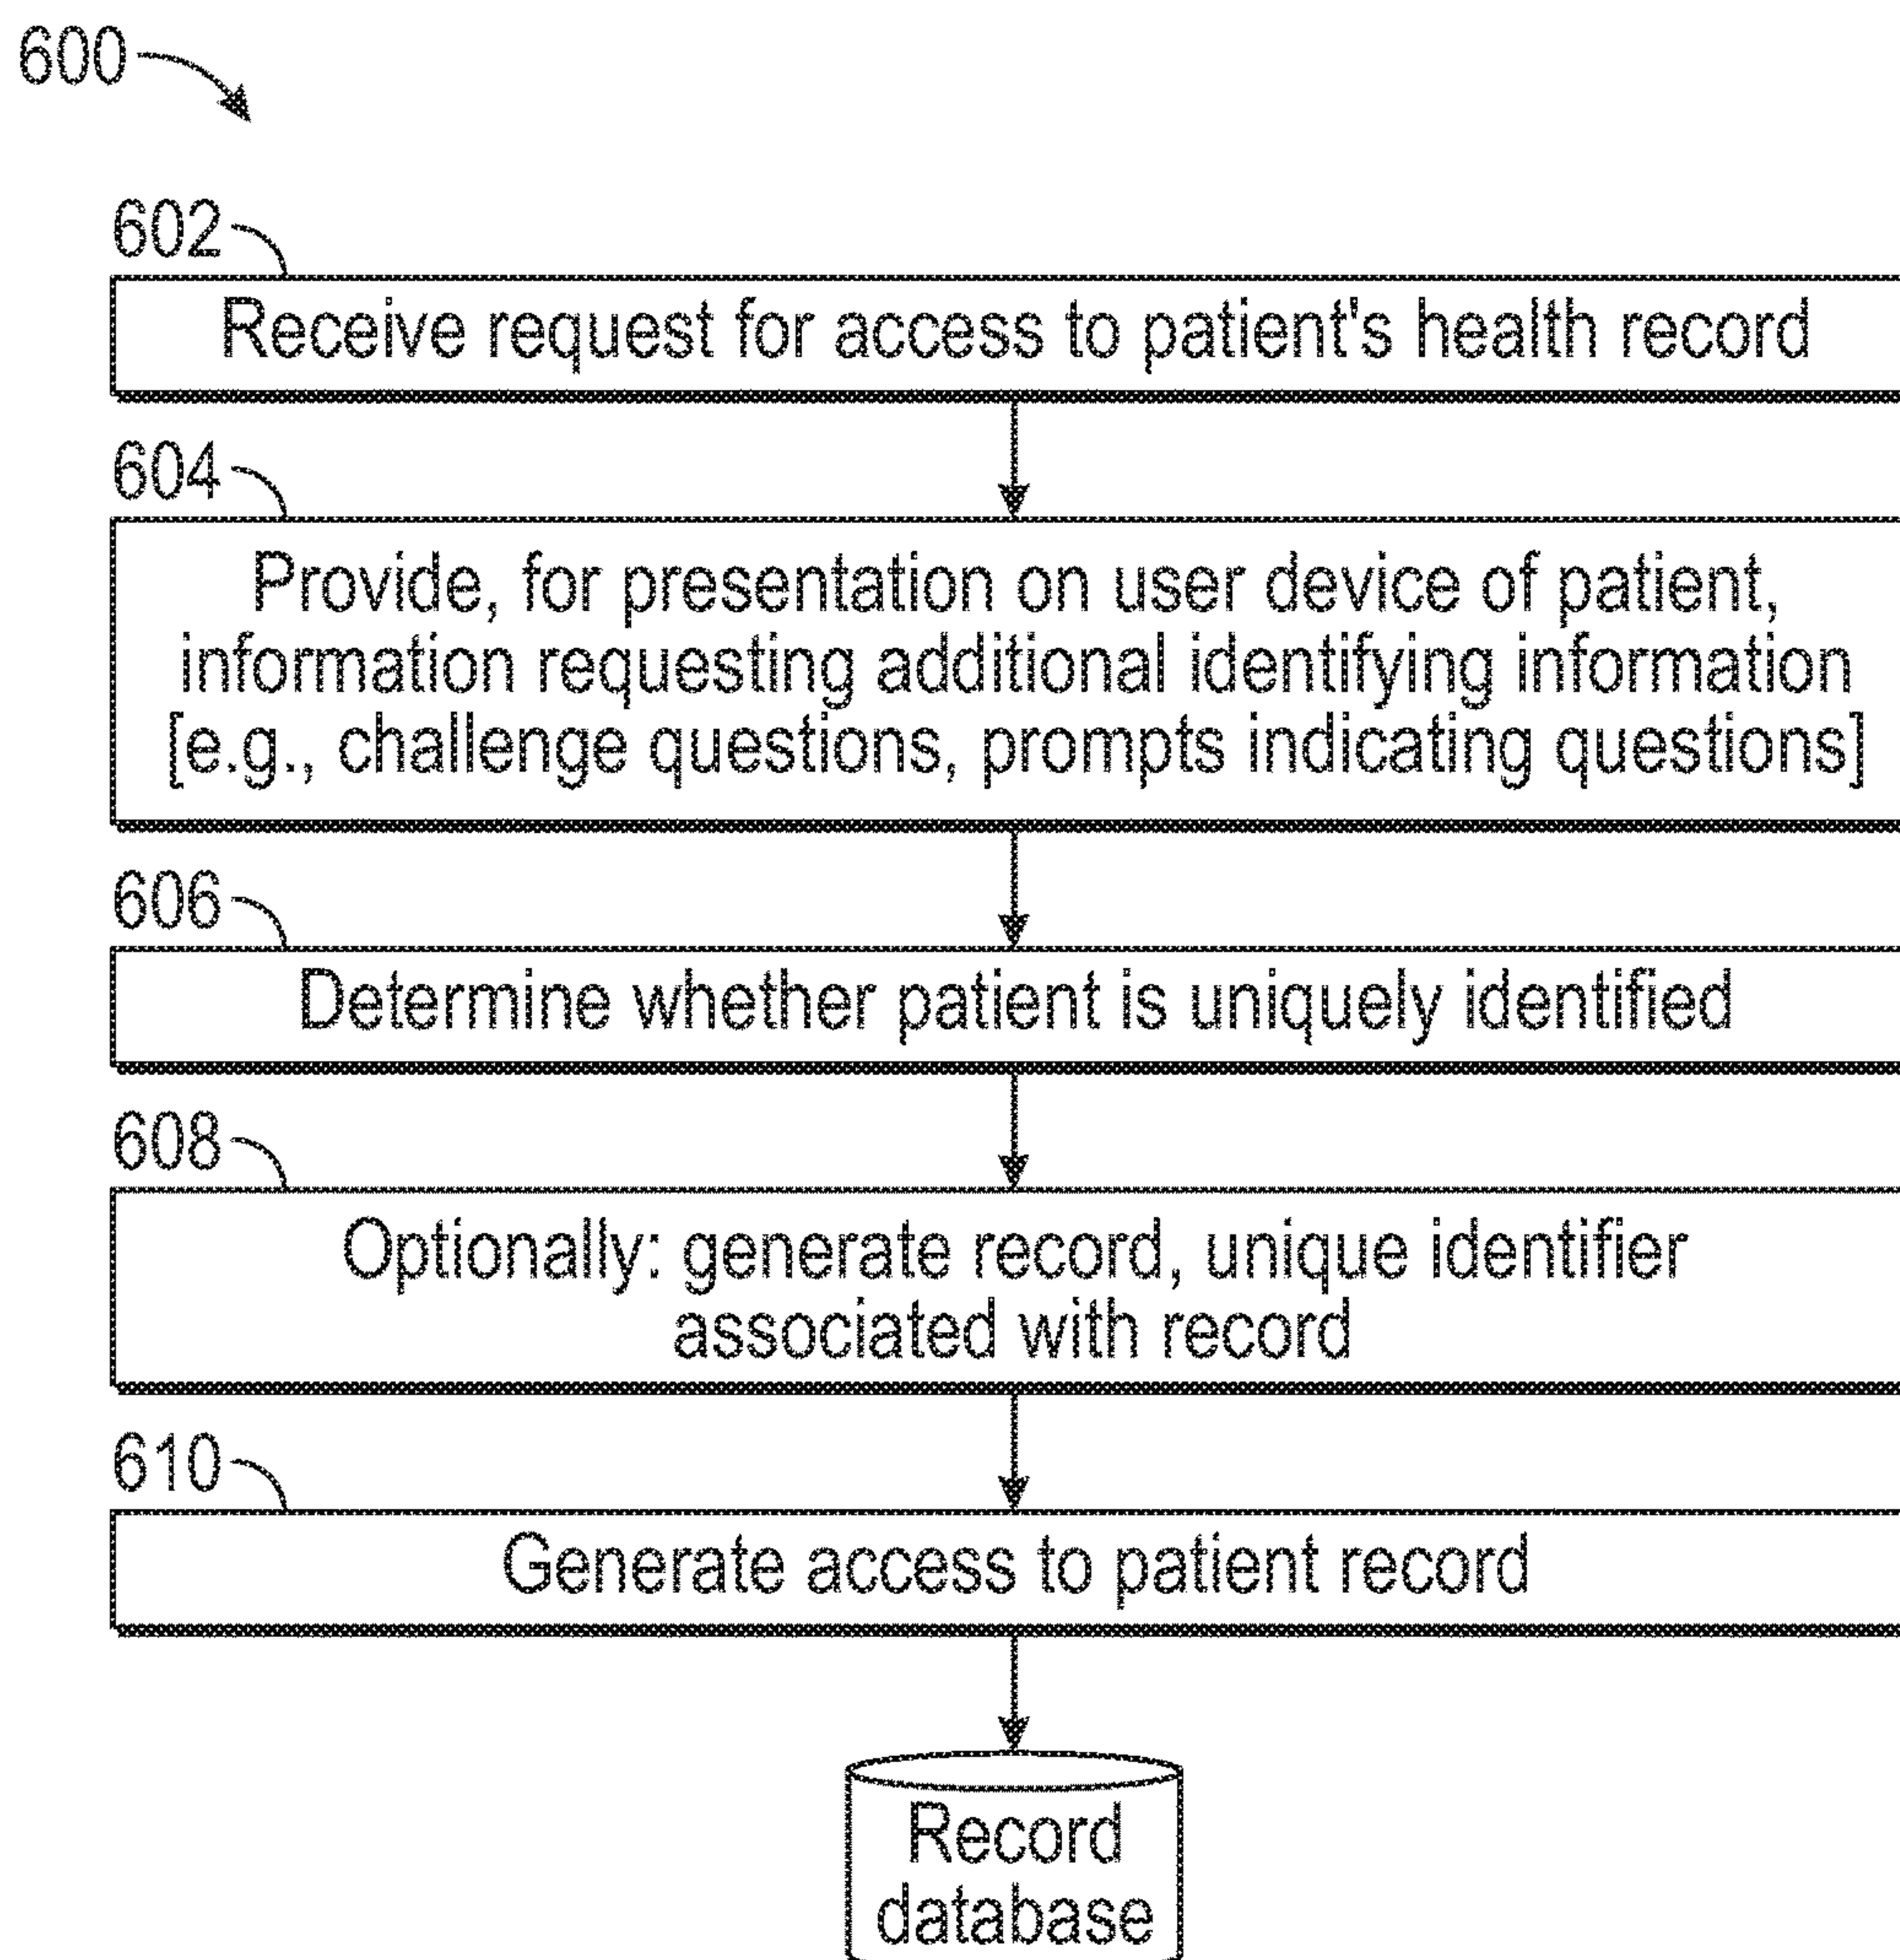 600
602
Receive request for access to patient's health record
604
Provide, for presentation on user device of patient,
information requesting additional identifying information
[e.g., challenge questions, prompts indicating questions]
606
Determine whether patient is uniquely identified
608
Optionally: generate record, unique identifier
associated with record
610
Generate access to patient record
Record
database